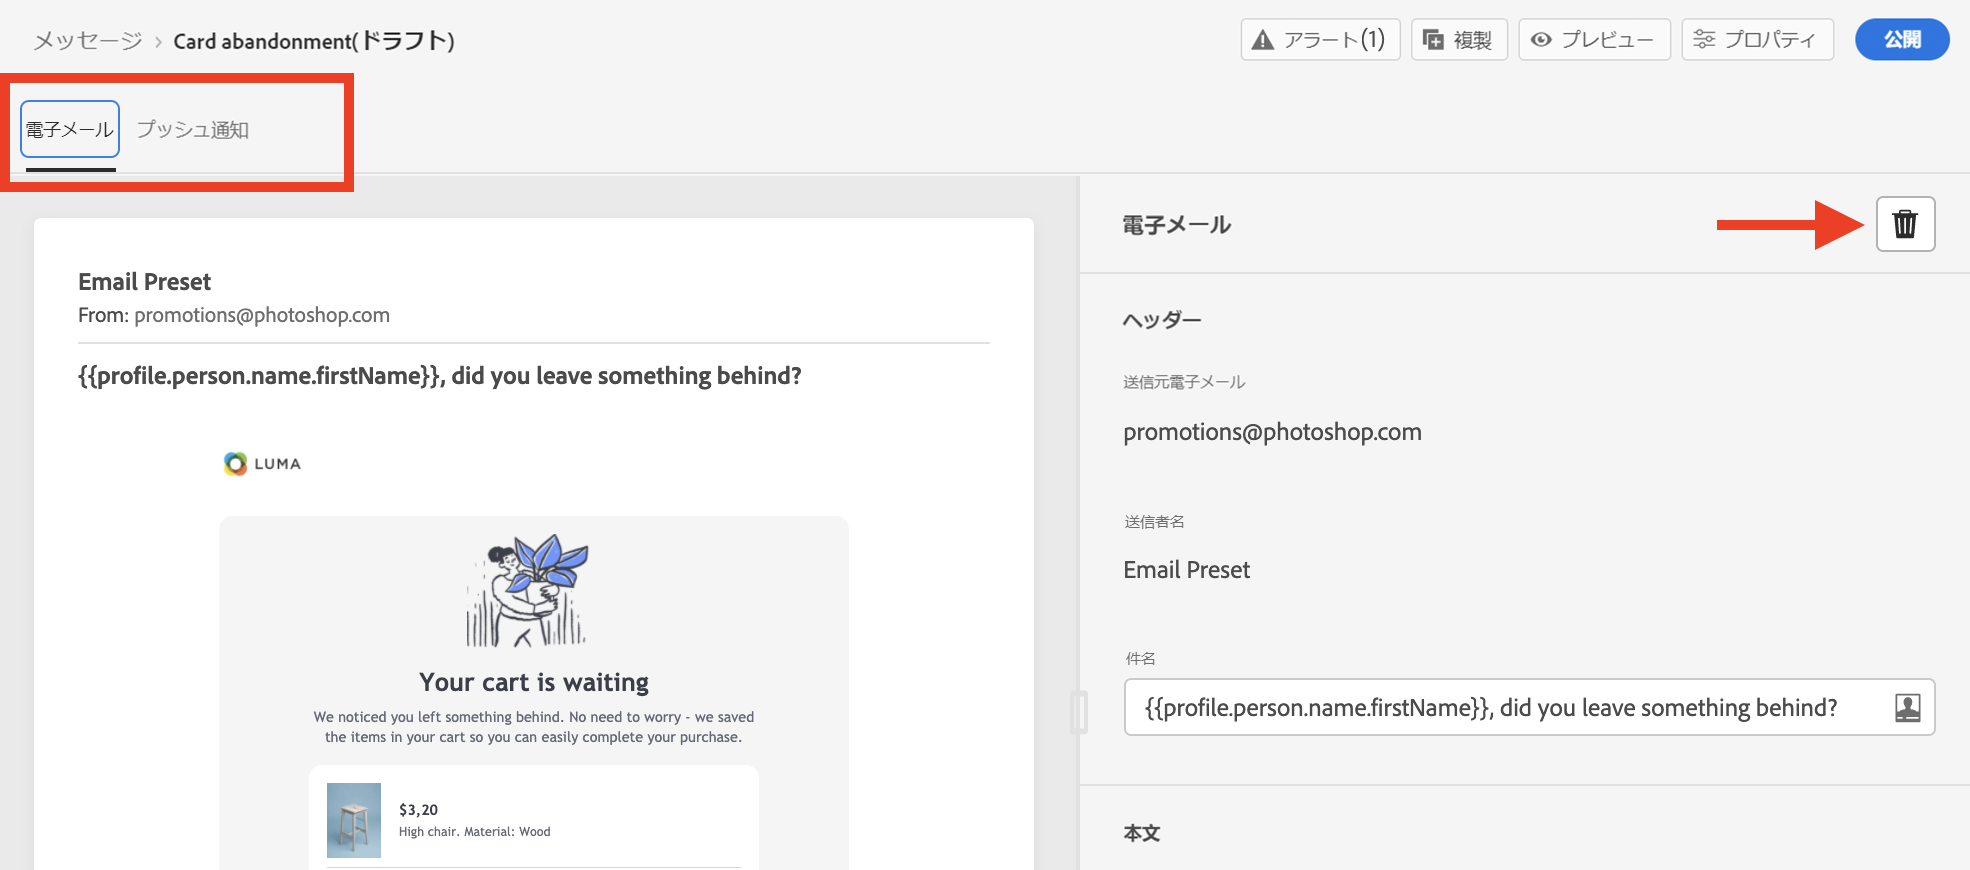 メッセージ › Card abandonment(ドラフト)
アラート(1)
複製
プレビュー
プロパティ
公開
電子メール
プッシュ通知
Email Preset
From: promotions@photoshop.com
{{profile.person.name.firstName}}, did you leave something behind?
LUMA
Your cart is waiting
We noticed you left something behind. No need to worry - we saved
the items in your cart so you can easily complete your purchase.
$3,20
High chair. Material: Wood
電子メール
ヘッダー
送信元電子メール
promotions@photoshop.com
送信者名
Email Preset
件名
{{profile.person.name.firstName}}, did you leave something behind?
本文